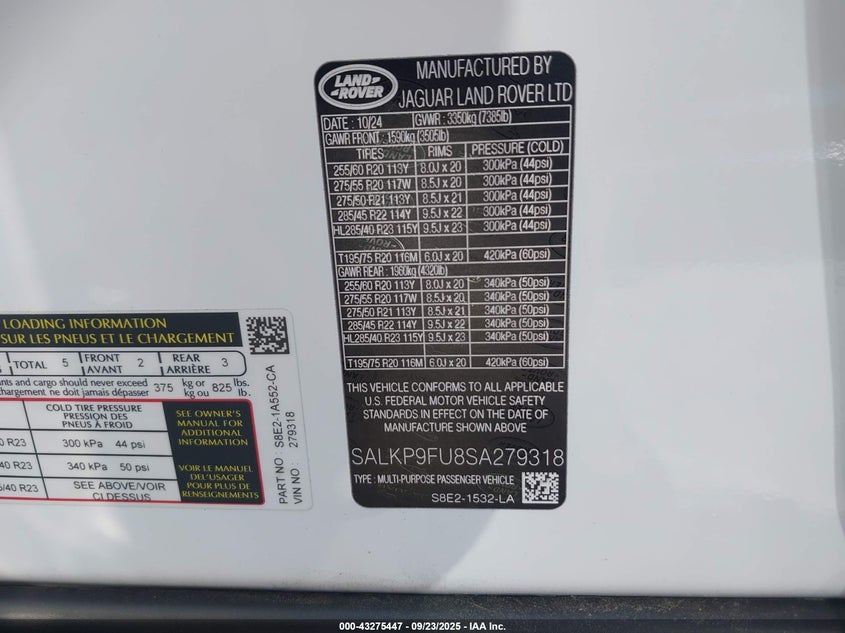 LAND ROVER
MANUFACTURED BY
JAGUAR LAND ROVER LTD
DATE : 10/24 GVWR : 3350kg (7385lb)
GAWR FRONT : 1590kg (3505lb)
TIRES RIMS PRESSURE (COLD)
255/60 R20 113Y 8.0J x 20 300kPa (44psi)
275/55 R20 117W 8.5J x 20 300kPa (44psi)
275/50 R21 113Y 8.5J x 21 300kPa (44psi)
285/45 R22 114Y 9.5J x 22 300kPa (44psi)
HL285/40 R23 115Y 9.5J x 23 300kPa (44psi)
T195/75 R20 116M 6.0J x 20 420kPa (60psi)
GAWR REAR : 1960kg (4320lb)
255/60 R20 113Y 8.0J x 20 340kPa (50psi)
275/55 R20 117W 8.5J x 20 340kPa (50psi)
275/50 R21 113Y 8.5J x 21 340kPa (50psi)
285/45 R22 114Y 9.5J x 22 340kPa (50psi)
HL285/40 R23 115Y 9.5J x 23 340kPa (50psi)
T195/75 R20 116M 6.0J x 20 420kPa (60psi)
THIS VEHICLE CONFORMS TO ALL APPLICABLE
U.S. FEDERAL MOTOR VEHICLE SAFETY
STANDARDS IN EFFECT ON THE DATE OF
MANUFACTURE SHOWN ABOVE
SALKP9FU8SA279318
TYPE : MULTI-PURPOSE PASSENGER VEHICLE
S8E2-1532-LA
LOADING INFORMATION
SUR LES PNEUS ET LE CHARGEMENT
TOTAL 5 FRONT AVANT 2 REAR ARRIÈRE 3
and cargo should never exceed 375 kg or 825 lbs.
ne doit jamais dépasser kg ou lb.
COLD TIRE PRESSURE
PRESSION DES
PNEUS À FROID
R23 300 kPa 44 psi
R23 340 kPa 50 psi
R23 SEE ABOVE/VOIR
CI DESSUS
SEE OWNER'S
MANUAL FOR
ADDITIONAL
INFORMATION
VOIR LE MANUEL
DE L'USAGER
POUR PLUS DE
RENSEIGNEMENTS
PART NO : S8E2-1A552-CA
VIN NO : 279318
000-43275447 - 09/23/2025 - IAA Inc.